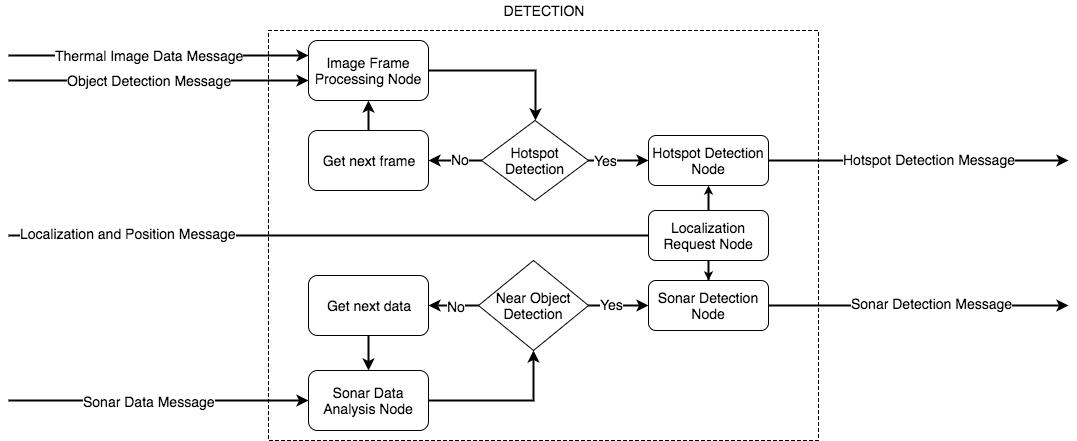 DETECTION
Thermal Image Data Message
Object Detection Message
Image Frame
Processing Node
Get next frame
No
Hotspot
Detection
Yes
Hotspot Detection
Node
Hotspot Detection Message
Localization and Position Message
Localization
Request Node
Get next data
No
Near Object
Detection
Yes
Sonar Detection
Node
Sonar Detection Message
Sonar Data Message
Sonar Data
Analysis Node